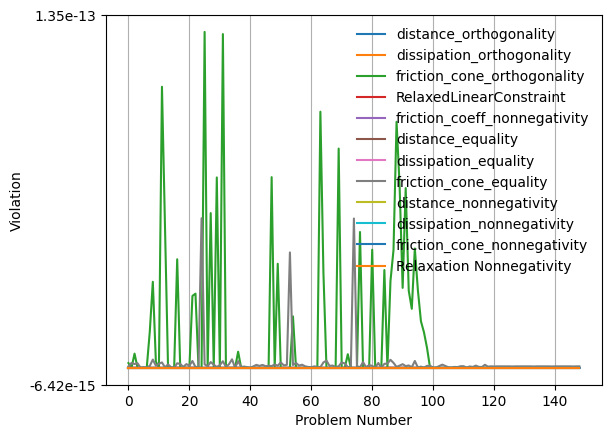 1.35e-13
distance_orthogonality
dissipation_orthogonality
friction_cone_orthogonality
RelaxedLinearConstraint
friction_coeff_nonnegativity
distance_equality
dissipation_equality
friction_cone_equality
distance_nonnegativity
dissipation_nonnegativity
friction_cone_nonnegativity
Relaxation Nonnegativity
Violation
-6.42e-15
0 20 40 60 80 100 120 140
Problem Number